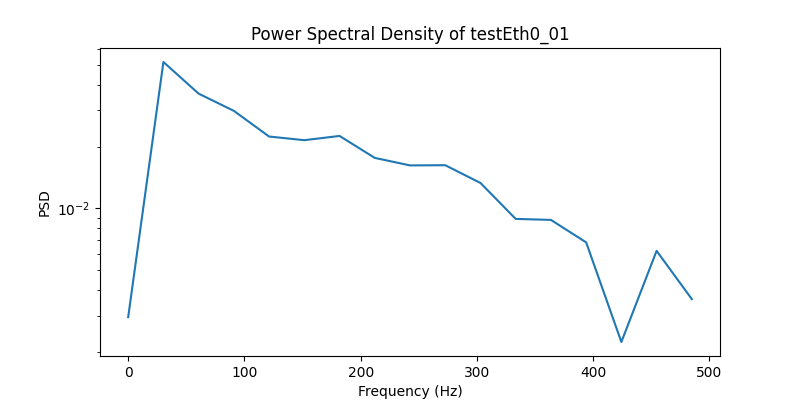 Power Spectral Density of testEth0_01
PSD
10⁻²
0 100 200 300 400 500
Frequency (Hz)